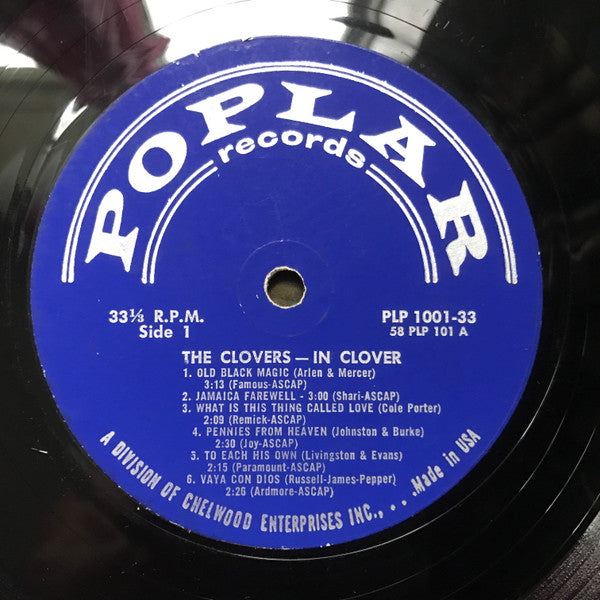 POPLAR
records
33⅓ R.P.M.
Side 1
PLP 1001-33
58 PLP 101 A
THE CLOVERS — IN CLOVER
1. OLD BLACK MAGIC (Arlen & Mercer)
3:13 (Famous-ASCAP)
2. JAMAICA FAREWELL - 3:00 (Shari-ASCAP)
3. WHAT IS THIS THING CALLED LOVE (Cole Porter)
2:09 (Remick-ASCAP)
4. PENNIES FROM HEAVEN (Johnston & Burke)
2:30 (Joy-ASCAP)
5. TO EACH HIS OWN (Livingston & Evans)
2:15 (Paramount-ASCAP)
6. VAYA CON DIOS (Russell-James-Pepper)
2:26 (Ardmore-ASCAP)
A DIVISION OF CHELWOOD ENTERPRISES INC., . . .Made in USA